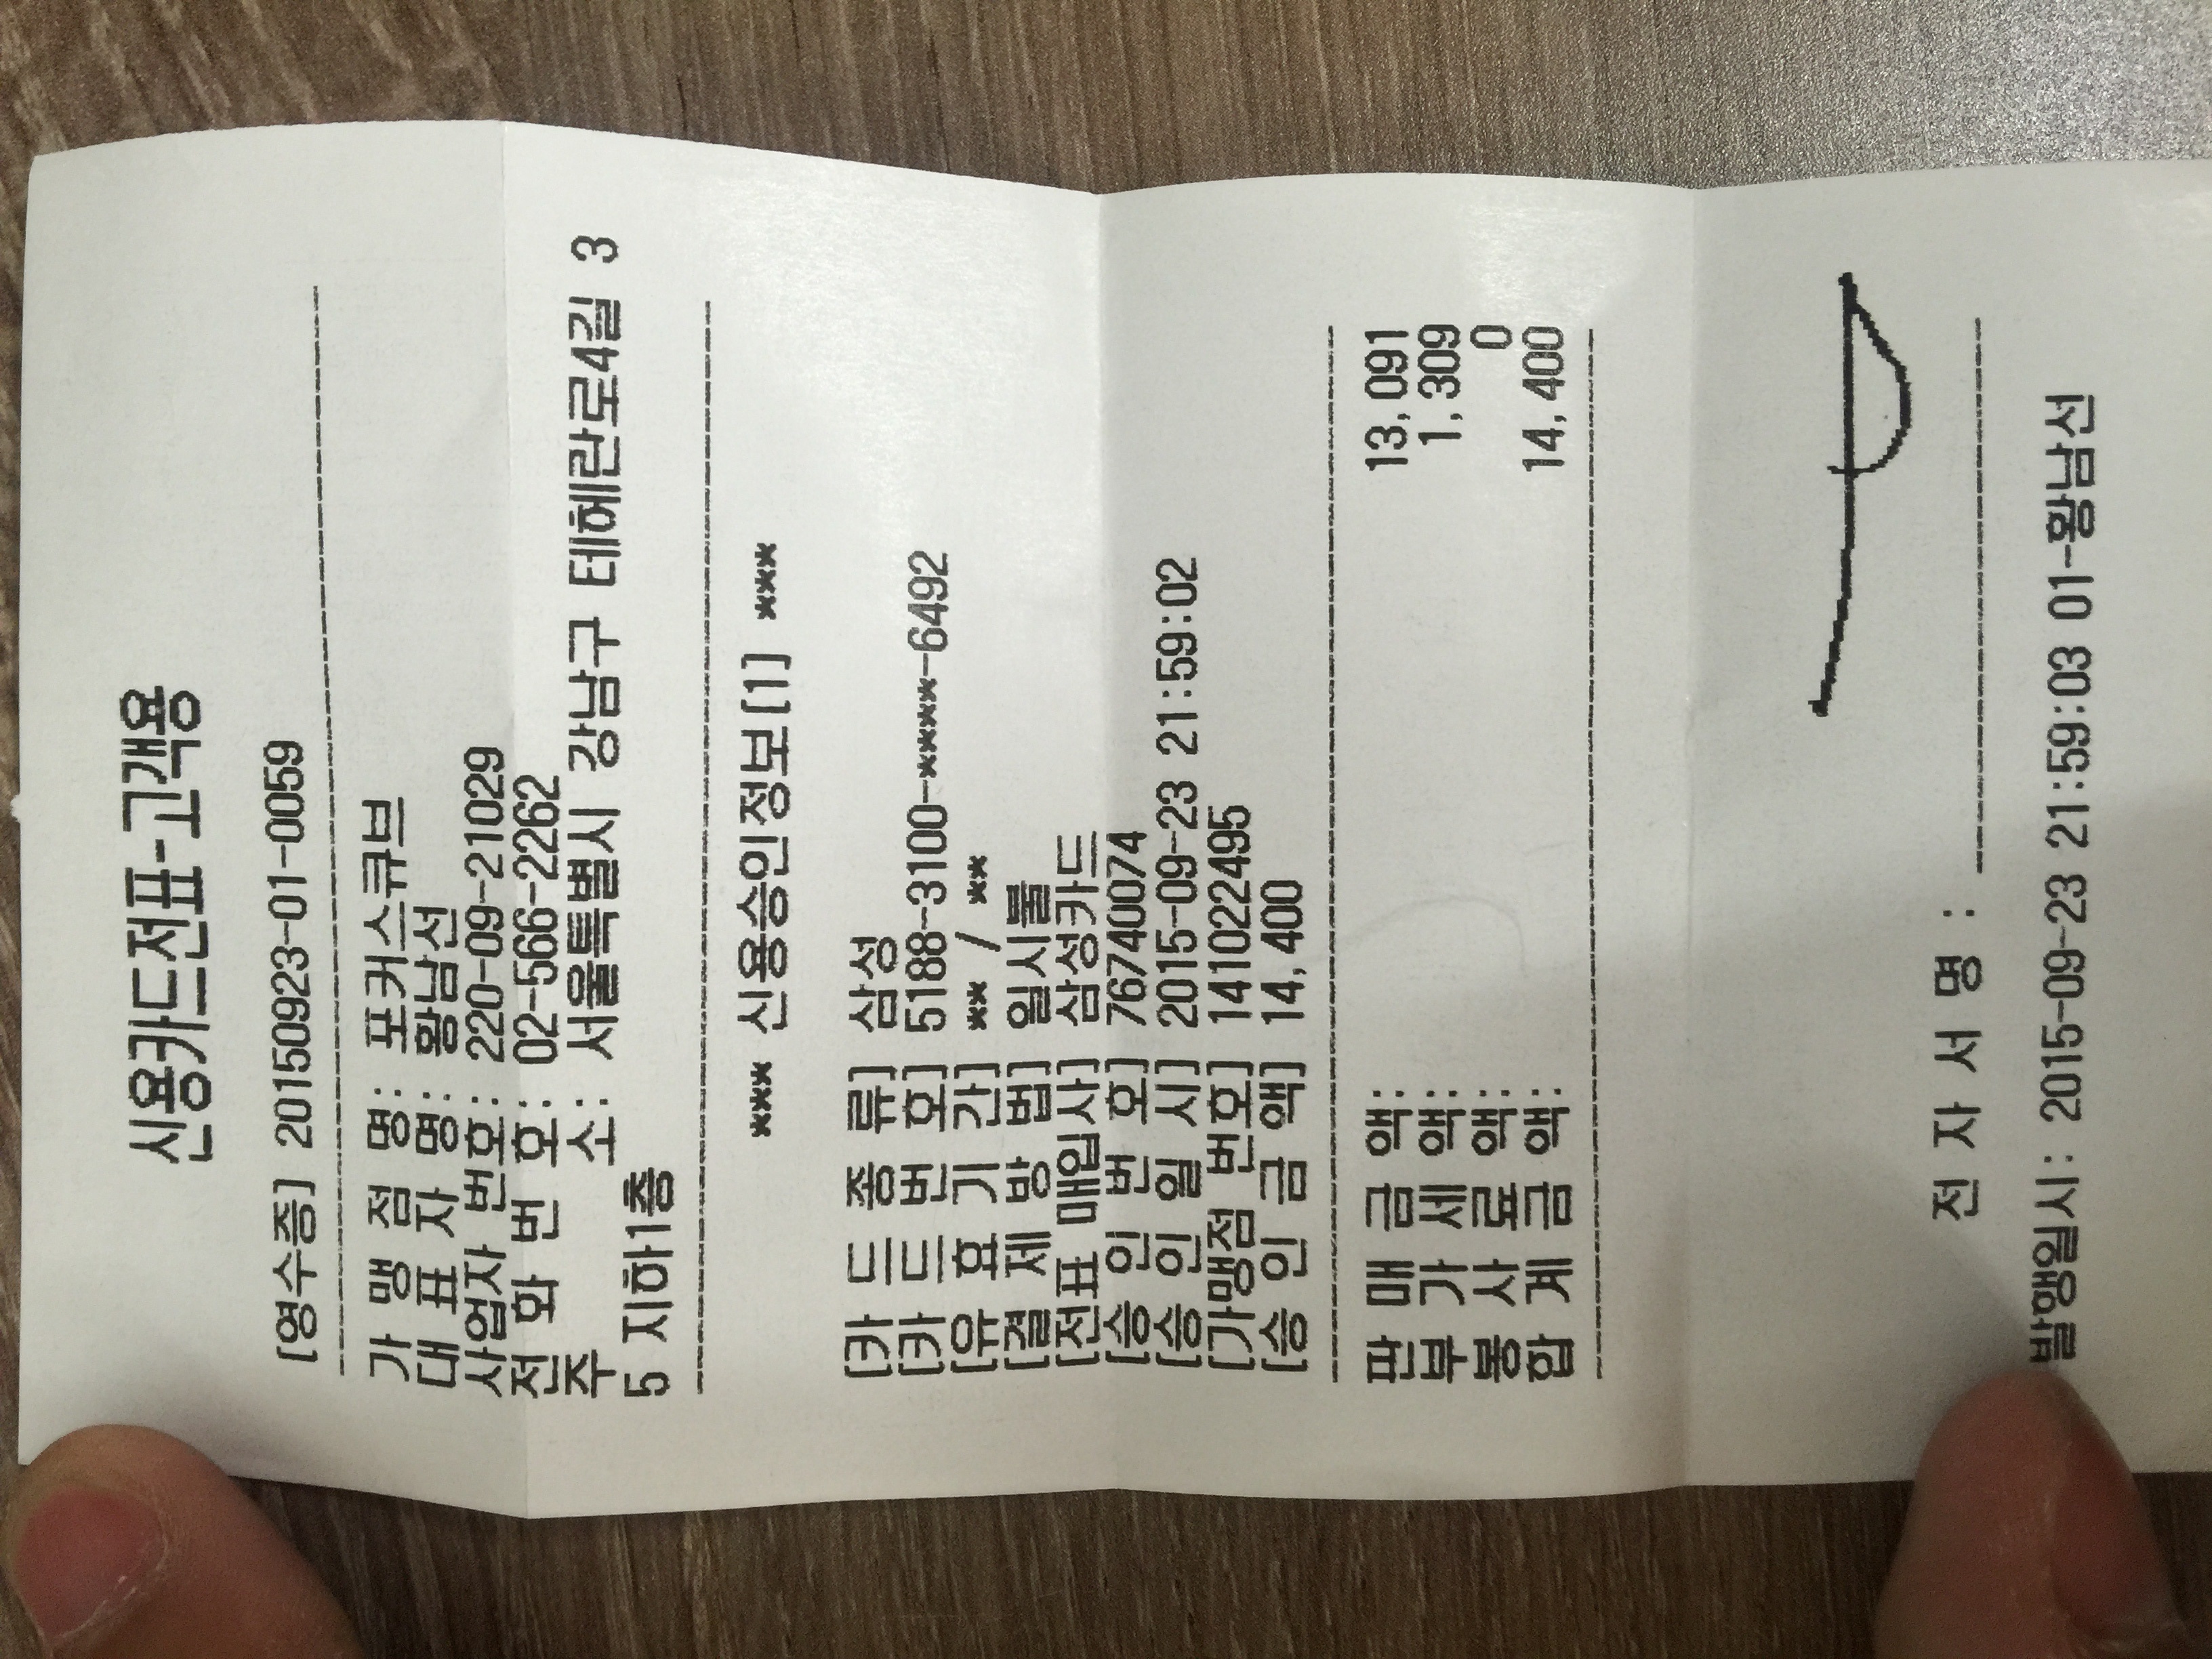 신용카드전표-고객용
[영수증] 20150923-01-0059
가 맹 점 명: 포커스큐브
대 표 자 명: 황남선
사업자 번호: 220-09-21029
전 화 번 호: 02-566-2262
주 소: 서울특별시 강남구 테헤란로4길 3
5 지하1층
*** 신용승인정보[1] ***
[카 드 종 류] 삼성
[카 드 번 호] 5188-3100-****-6492
[유 효 기 간] ** / **
[결 제 방 법] 일시불
[전표 매입사] 삼성카드
[승 인 번 호] 76740074
[승 인 일 시] 2015-09-23 21:59:02
[가맹점 번호] 141022495
[승 인 금 액] 14,400
판 매 금 액: 13,091
부 가 세 액: 1,309
봉 사 료 액: 0
합 계 금 액: 14,400
전 자 서 명 :
발행일시: 2015-09-23 21:59:03 01-황남선